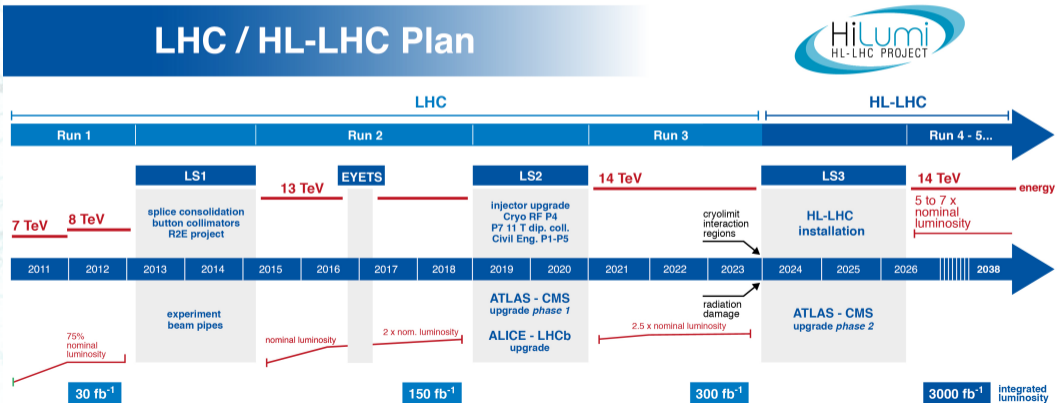 LHC / HL-LHC Plan
HiLumi
HL-LHC PROJECT
LHC
HL-LHC
Run 1
Run 2
Run 3
Run 4 - 5...
LS1
EYETS
LS2
LS3
13 TeV
14 TeV
14 TeV
energy
7 TeV
8 TeV
splice consolidation
button collimators
R2E project
injector upgrade
Cryo RF P4
P7 11 T dip. coll.
Civil Eng. P1-P5
cryolimit
interaction
regions
HL-LHC
installation
5 to 7 x
nominal
luminosity
2011 2012 2013 2014 2015 2016 2017 2018 2019 2020 2021 2022 2023 2024 2025 2026 2038
experiment
beam pipes
ATLAS - CMS
upgrade phase 1
ALICE - LHCb
upgrade
radiation
damage
ATLAS - CMS
upgrade phase 2
75%
nominal
luminosity
nominal luminosity
2 x nom. luminosity
2.5 x nominal luminosity
30 fb-1
150 fb-1
300 fb-1
3000 fb-1
integrated
luminosity